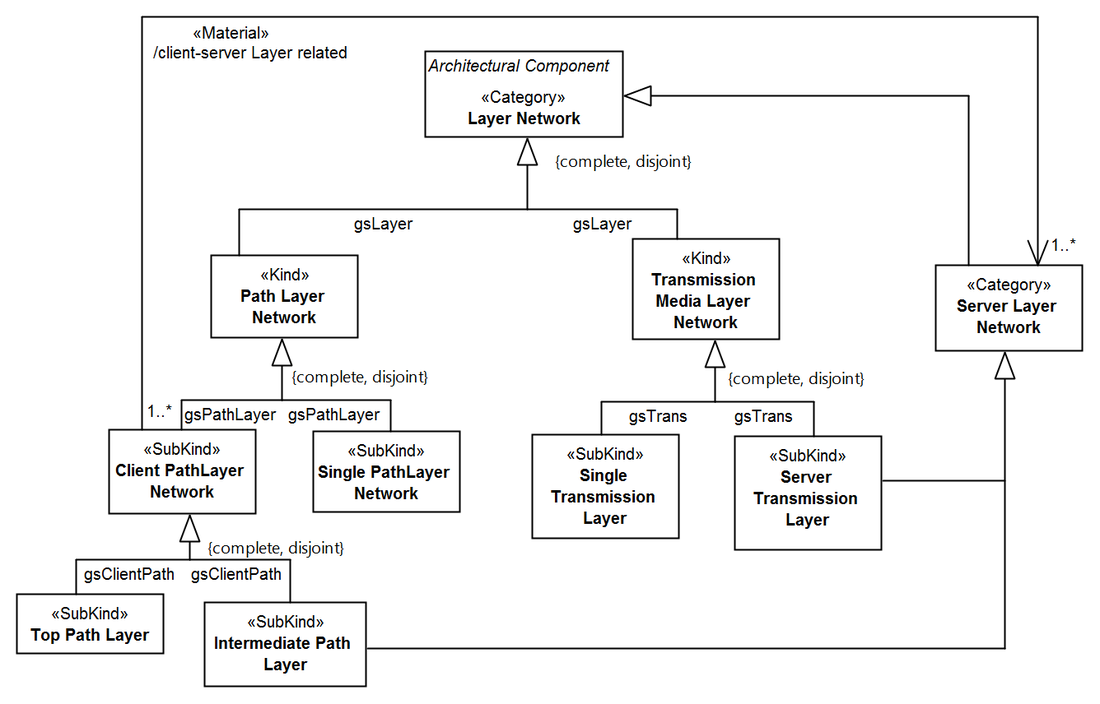 «Material»
/client-server Layer related
Architectural Component
«Category»
Layer Network
{complete, disjoint}
gsLayer
gsLayer
1..*
«Kind»
Path Layer
Network
«Kind»
Transmission
Media Layer
Network
«Category»
Server Layer
Network
{complete, disjoint}
{complete, disjoint}
1..*
gsPathLayer
gsPathLayer
gsTrans
gsTrans
«SubKind»
Client PathLayer
Network
«SubKind»
Single PathLayer
Network
«SubKind»
Single
Transmission
Layer
«SubKind»
Server
Transmission
Layer
{complete, disjoint}
gsClientPath
gsClientPath
«SubKind»
Top Path Layer
«SubKind»
Intermediate Path
Layer